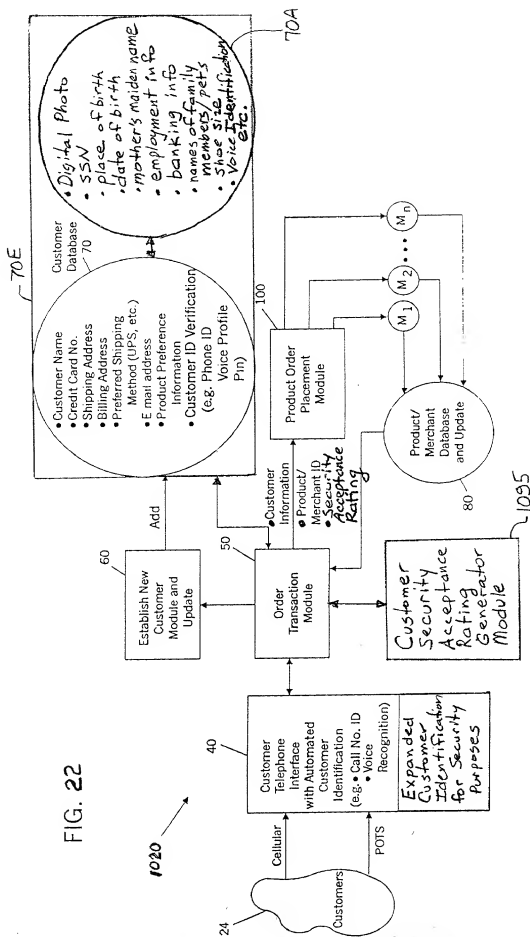 FIG. 22
1020
24
Customers
Cellular
POTS
40
Customer
Telephone
Interface
with Automated
Customer
Identification
(e.g. • Call No. ID
• Voice
Recognition)
Expanded
Customer
Identification
for Security
Purposes
60
Establish New
Customer
Module and
Update
Add
50
Order
Transaction
Module
Customer
Security
Acceptance
Rating
Generator
Module
1095
• Customer
Information
• Product/
Merchant ID
• Security
Acceptance
Rating
70E
Customer
Database
70
• Customer Name
• Credit Card No.
• Shipping Address
• Billing Address
• Preferred Shipping
Method (UPS, etc.)
• E mail address
• Product Preference
Information
• Customer ID Verification
(e.g. Phone ID
Voice Profile
Pin)
70A
• Digital Photo
• SSN
• place of birth
• date of birth
• mother's maiden name
• employment info
• banking info
• names of family
members/pets
• shoe size
• Voice Identification
etc.
100
Product Order
Placement
Module
M1
M2
• • •
Mn
Product/
Merchant
Database
and Update
80